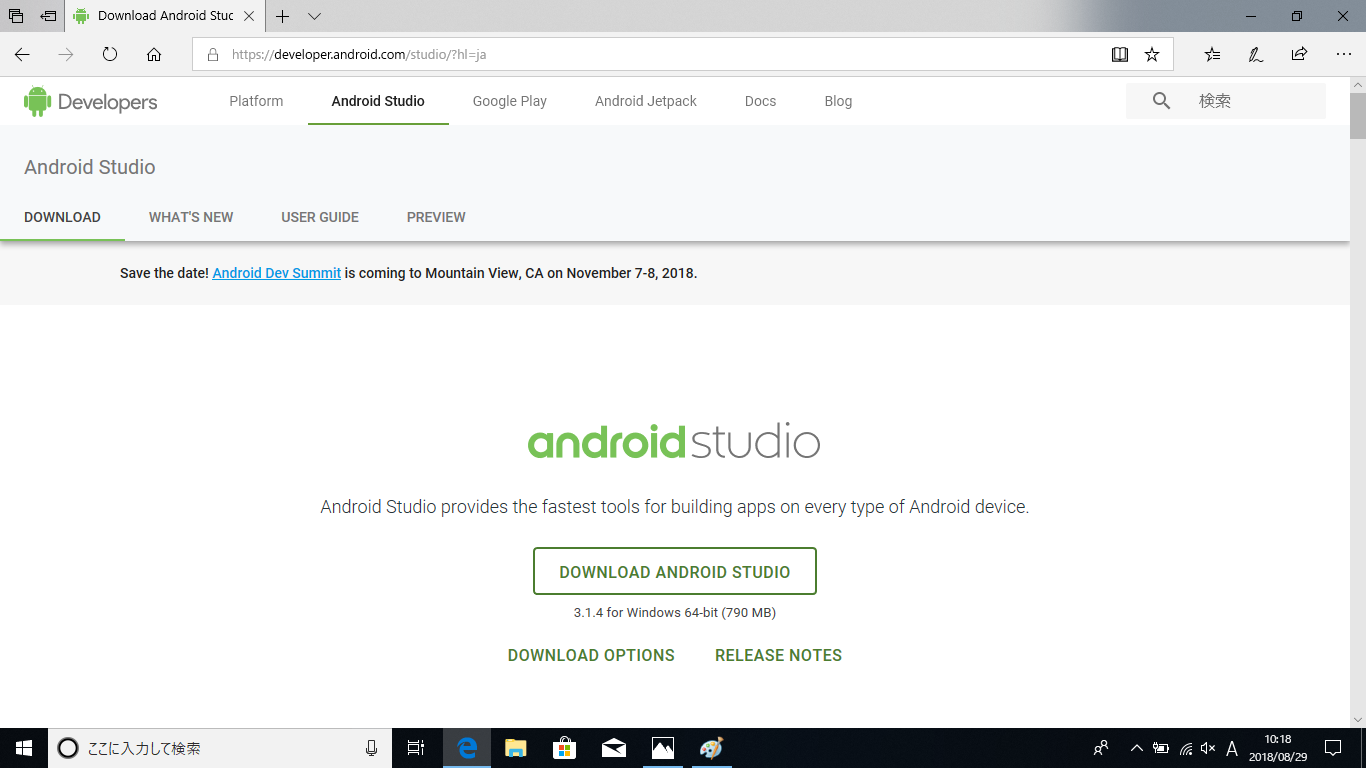 Download Android Stuc
https://developer.android.com/studio/?hl=ja
Developers
Platform
Android Studio
Google Play
Android Jetpack
Docs
Blog
検索
Android Studio
DOWNLOAD
WHAT'S NEW
USER GUIDE
PREVIEW
Save the date! Android Dev Summit is coming to Mountain View, CA on November 7-8, 2018.
androidstudio
Android Studio provides the fastest tools for building apps on every type of Android device.
DOWNLOAD ANDROID STUDIO
3.1.4 for Windows 64-bit (790 MB)
DOWNLOAD OPTIONS
RELEASE NOTES
ここに入力して検索
A
10:18
2018/08/29